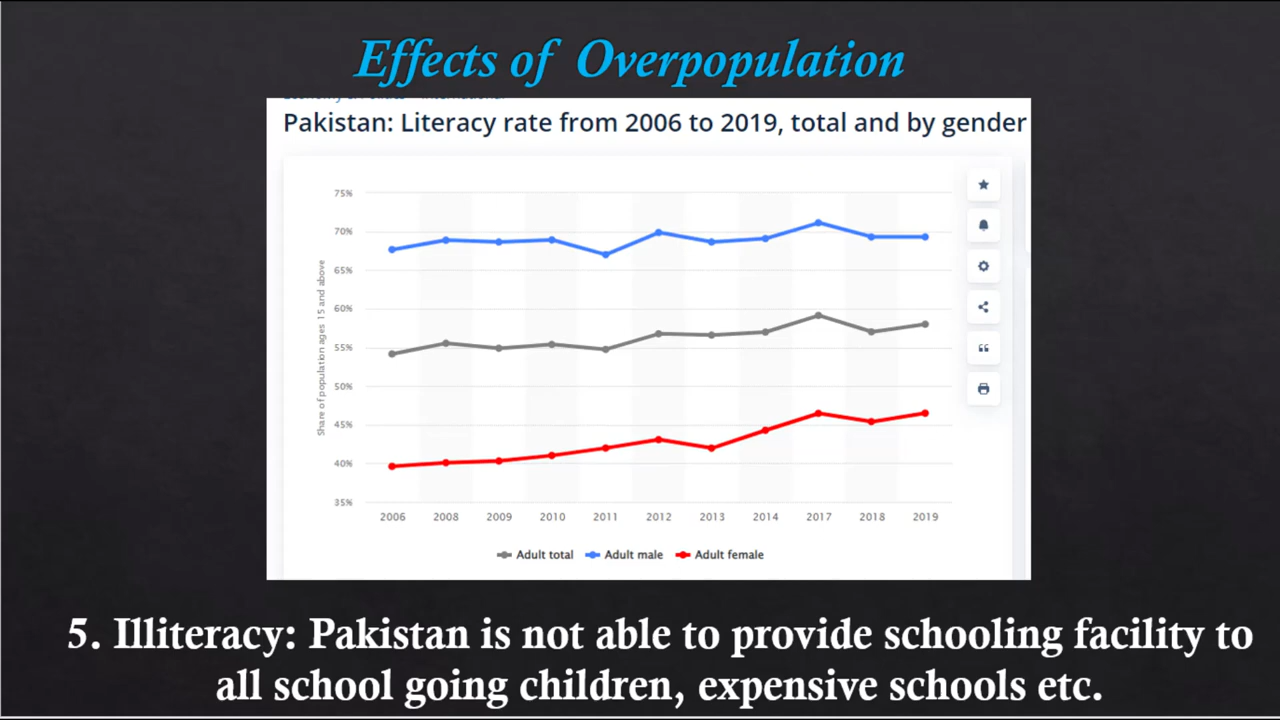 Effects of Overpopulation
Pakistan: Literacy rate from 2006 to 2019, total and by gender
75%
70%
65%
60%
55%
50%
45%
40%
35%
Share of population ages 15 and above
2006 2008 2009 2010 2011 2012 2013 2014 2017 2018 2019
Adult total Adult male Adult female
5. Illiteracy: Pakistan is not able to provide schooling facility to
all school going children, expensive schools etc.